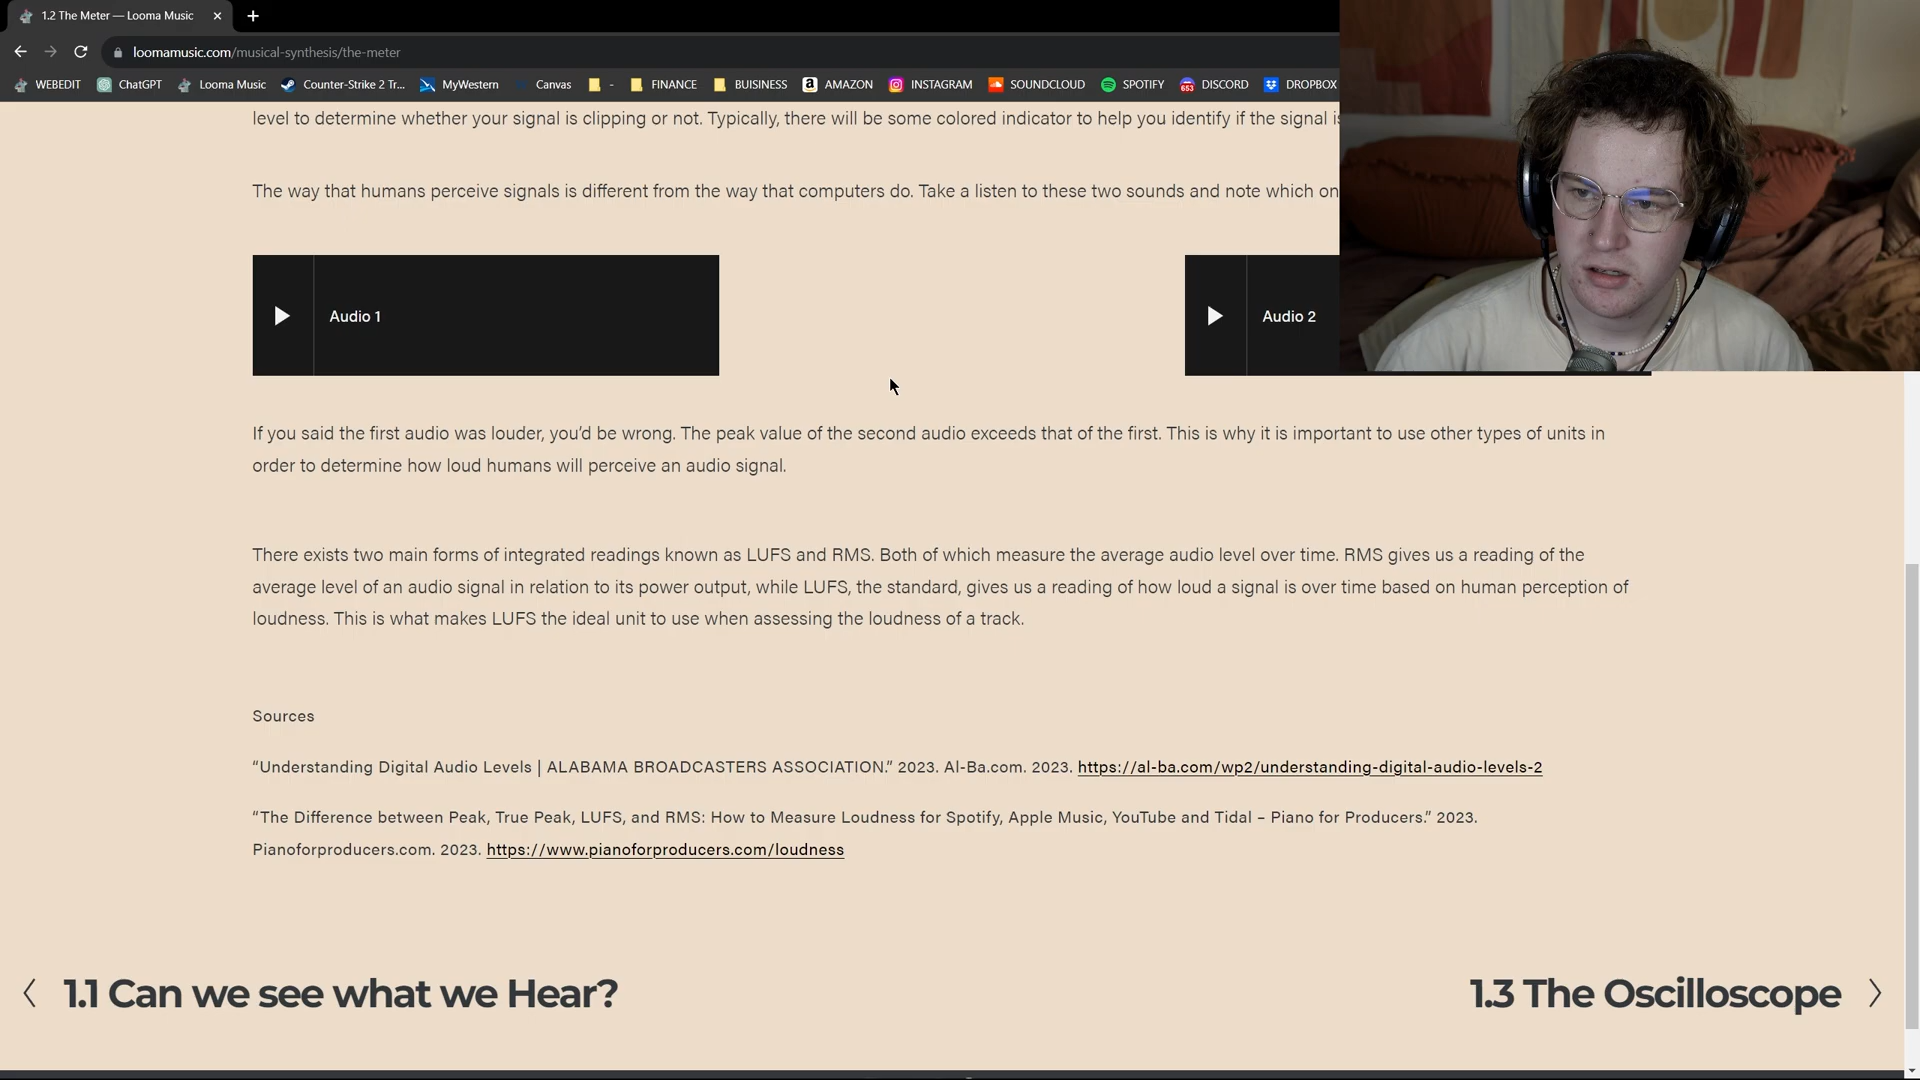 1.2 The Meter — Looma Music
loomamusic.com/musical-synthesis/the-meter
WEBEDIT ChatGPT Looma Music Counter-Strike 2 Tr... MyWestern Canvas - FINANCE BUISINESS AMAZON INSTAGRAM SOUNDCLOUD SPOTIFY 653 DISCORD DROPBOX
level to determine whether your signal is clipping or not. Typically, there will be some colored indicator to help you identify if the signal
The way that humans perceive signals is different from the way that computers do. Take a listen to these two sounds and note which
Audio 1
Audio 2
If you said the first audio was louder, you’d be wrong. The peak value of the second audio exceeds that of the first. This is why it is important to use other types of units in
order to determine how loud humans will perceive an audio signal.
There exists two main forms of integrated readings known as LUFS and RMS. Both of which measure the average audio level over time. RMS gives us a reading of the
average level of an audio signal in relation to its power output, while LUFS, the standard, gives us a reading of how loud a signal is over time based on human perception of
loudness. This is what makes LUFS the ideal unit to use when assessing the loudness of a track.
Sources
“Understanding Digital Audio Levels | ALABAMA BROADCASTERS ASSOCIATION.” 2023. Al-Ba.com. 2023. https://al-ba.com/wp2/understanding-digital-audio-levels-2
“The Difference between Peak, True Peak, LUFS, and RMS: How to Measure Loudness for Spotify, Apple Music, YouTube and Tidal – Piano for Producers.” 2023.
Pianoforproducers.com. 2023. https://www.pianoforproducers.com/loudness
1.1 Can we see what we Hear?
1.3 The Oscilloscope